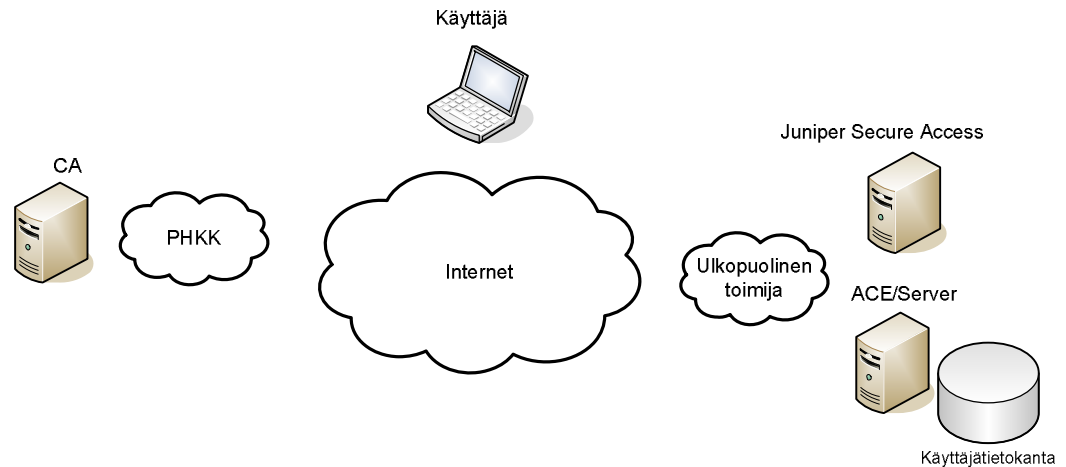 Käyttäjä
Juniper Secure Access
CA
PHKK
Internet
Ulkopuolinen
toimija
ACE/Server
Käyttäjätietokanta